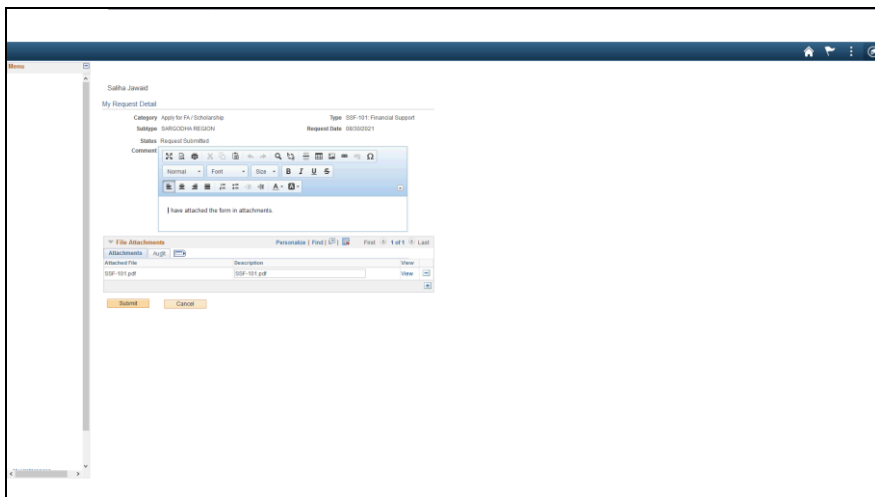 Menu
Saliha Jawaid
My Request Detail
Category Apply for FA / Scholarship Type SSF-101: Financial Support
Subtype SARGODHA REGION Request Date 08/30/2021
Status Request Submitted
Comment
Normal Font Size B I U S
I have attached the form in attachments.
File Attachments Personalize | Find | First 1 of 1 Last
Attachments Audit
Attached File Description View
SSF-101.pdf SSF-101.pdf View
Submit Cancel